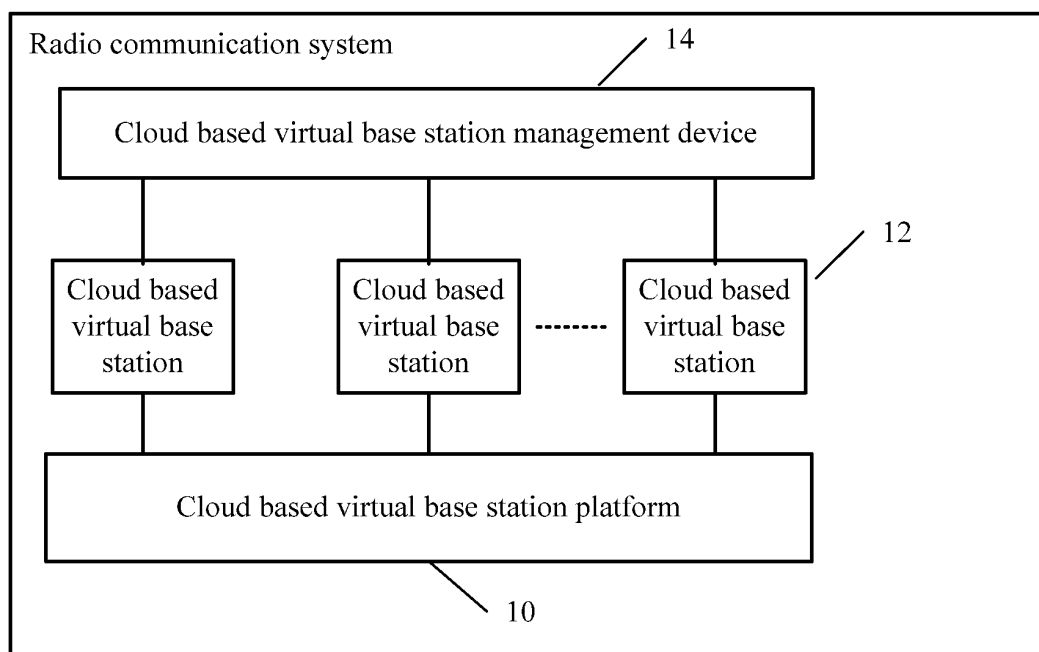 Radio communication system
14
Cloud based virtual base station management device
12
Cloud based
virtual base
station
Cloud based
virtual base
station
Cloud based
virtual base
station
Cloud based virtual base station platform
10